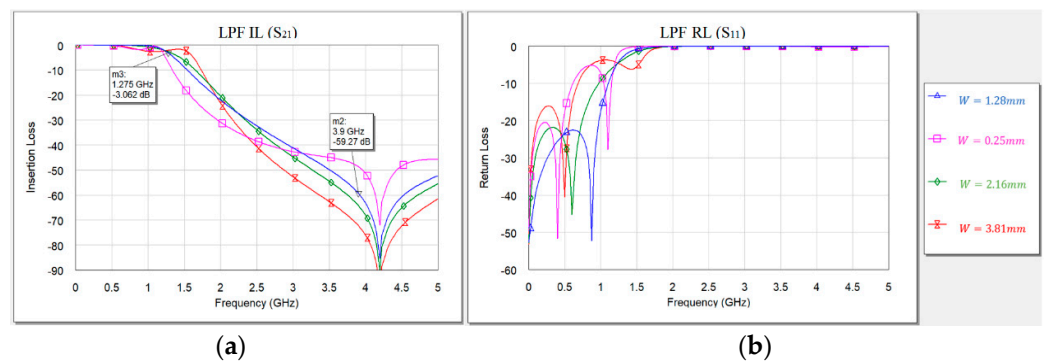 LPF IL (S21)
0
-10
-20
-30
-40
-50
-60
-70
-80
-90
Insertion Loss
m3:
1.275 GHz
-3.062 dB
m2:
3.9 GHz
-59.27 dB
0 0.5 1 1.5 2 2.5 3 3.5 4 4.5 5
Frequency (GHz)
(a)
LPF RL (S11)
0
-10
-20
-30
-40
-50
-60
Return Loss
0 0.5 1 1.5 2 2.5 3 3.5 4 4.5 5
Frequency (GHz)
(b)
W = 1.28mm
W = 0.25mm
W = 2.16mm
W = 3.81mm